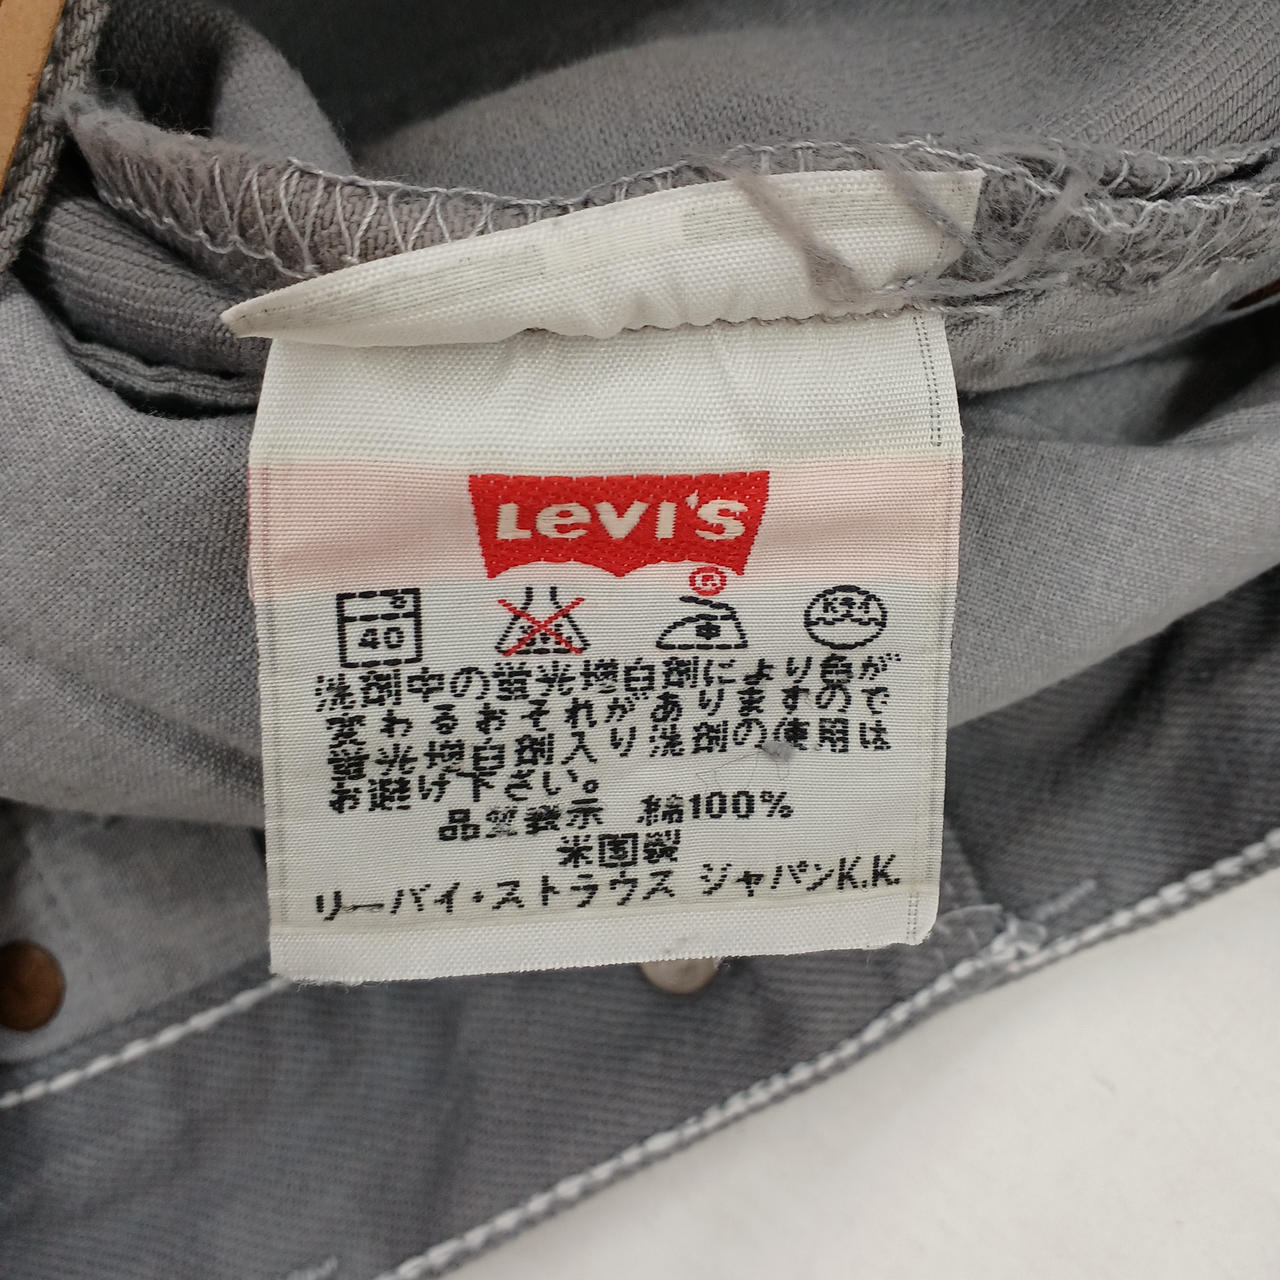 Levi's
®
40
洗剤中の蛍光増白剤により色が
変わるおそれがありますので
蛍光増白剤入り洗剤の使用は
お避け下さい。
品質表示 綿100%
米国製
リーバイ・ストラウス ジャパンK.K.